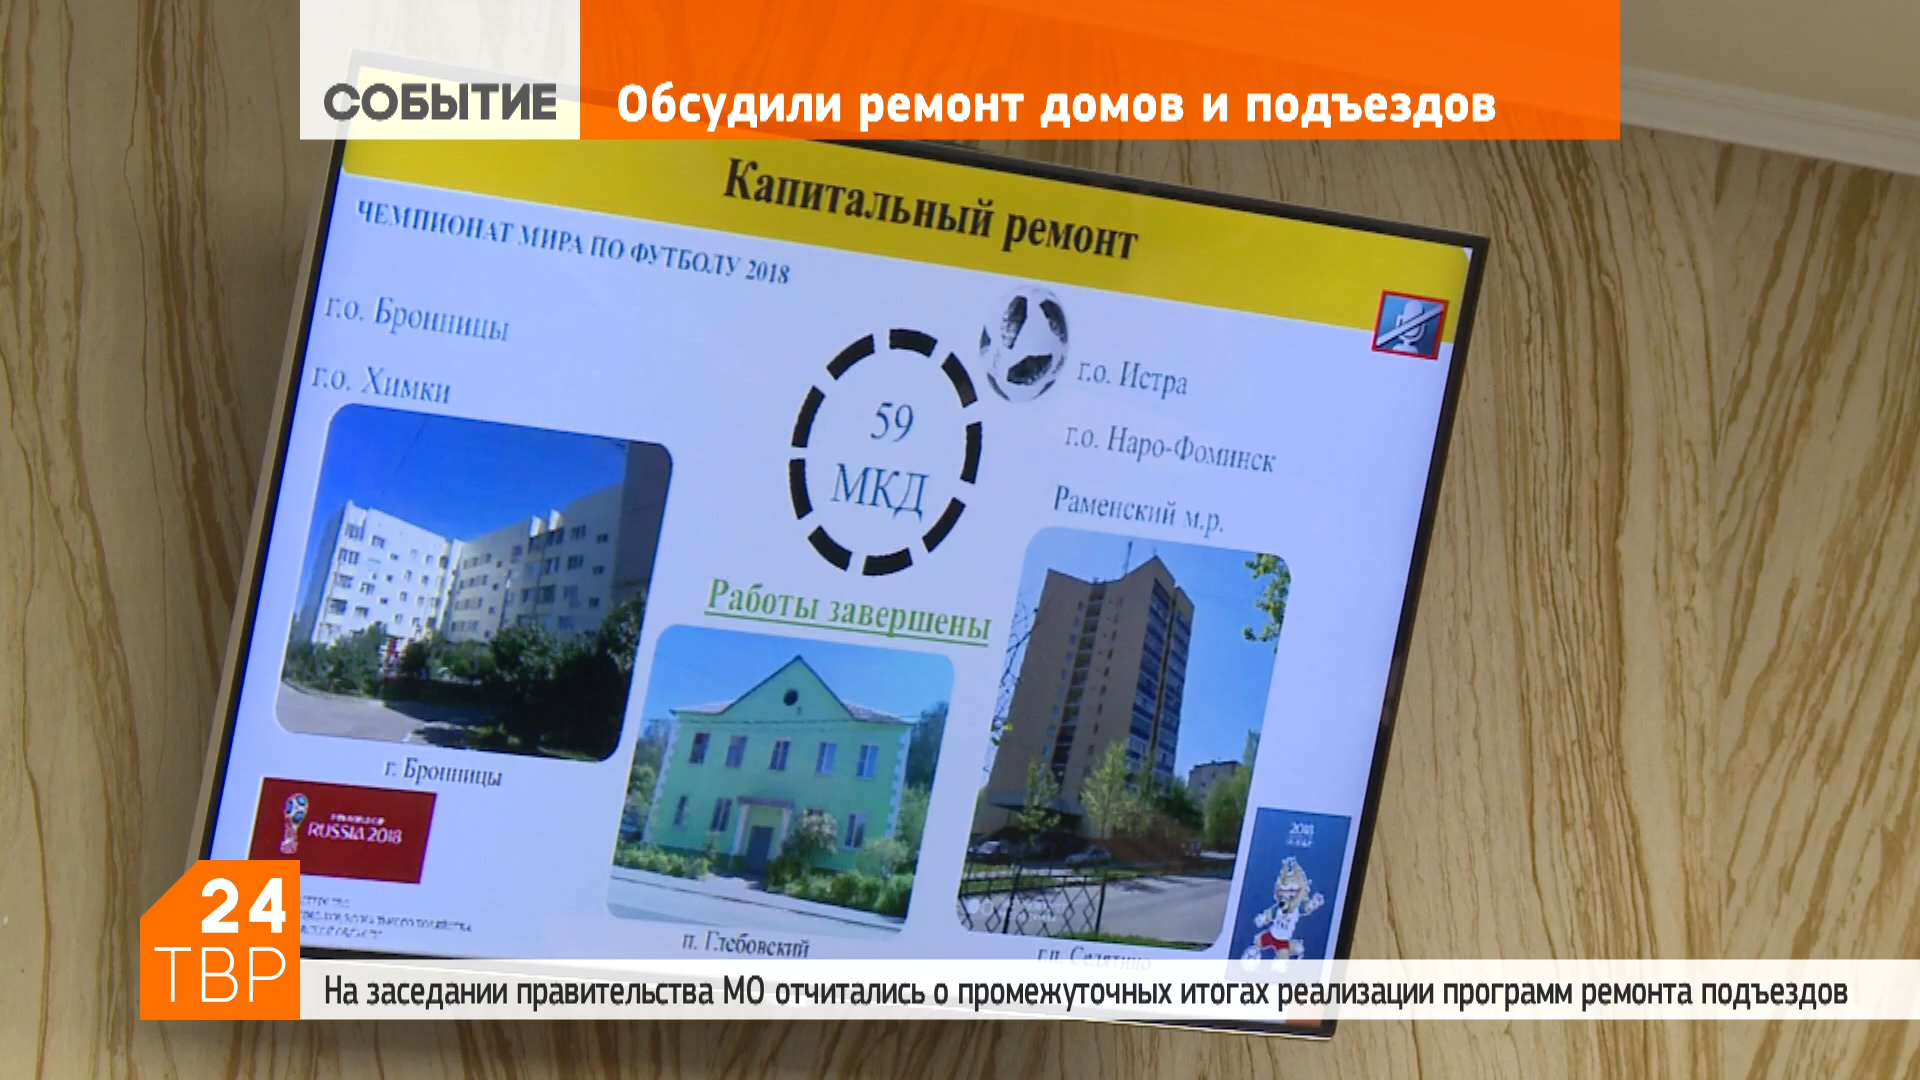 СОБЫТИЕ
Обсудили ремонт домов и подъездов
Капитальный ремонт
ЧЕМПИОНАТ МИРА ПО ФУТБОЛУ 2018
г.о. Бронницы
г.о. Химки
59
МКД
г.о. Истра
г.о. Наро-Фоминск
Раменский м.р.
Работы завершены
г. Бронницы
п. Глебовский
г.п. Селятино
RUSSIA 2018
2018
24
ТВР
На заседании правительства МО отчитались о промежуточных итогах реализации программ ремонта подъездов